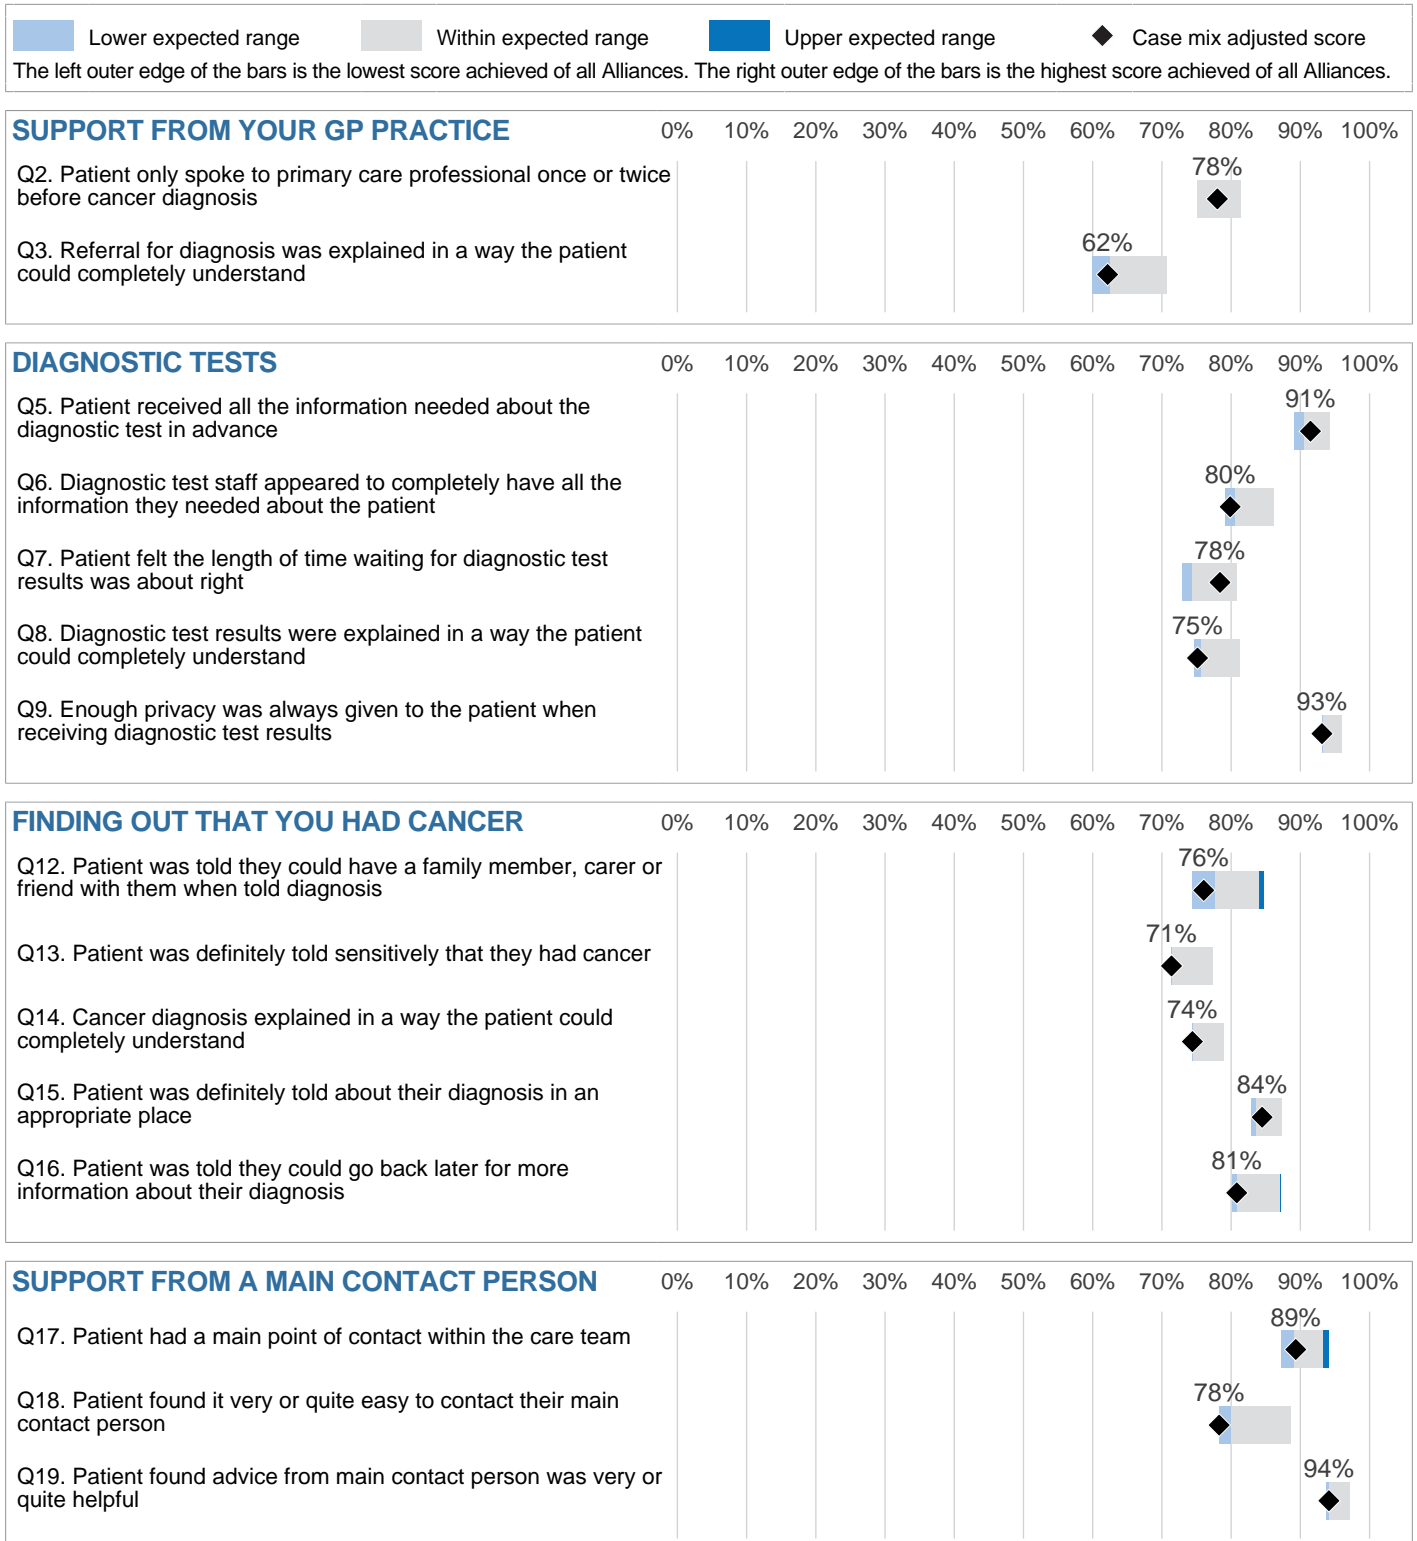 Lower expected range Within expected range Upper expected range Case mix adjusted score
The left outer edge of the bars is the lowest score achieved of all Alliances. The right outer edge of the bars is the highest score achieved of all Alliances.
SUPPORT FROM YOUR GP PRACTICE 0% 10% 20% 30% 40% 50% 60% 70% 80% 90% 100%
78%
Q2. Patient only spoke to primary care professional once or twice
before cancer diagnosis
62%
Q3. Referral for diagnosis was explained in a way the patient
could completely understand
DIAGNOSTIC TESTS 0% 10% 20% 30% 40% 50% 60% 70% 80% 90% 100%
91%
Q5. Patient received all the information needed about the
diagnostic test in advance
80%
Q6. Diagnostic test staff appeared to completely have all the
information they needed about the patient
78%
Q7. Patient felt the length of time waiting for diagnostic test
results was about right
75%
Q8. Diagnostic test results were explained in a way the patient
could completely understand
93%
Q9. Enough privacy was always given to the patient when
receiving diagnostic test results
FINDING OUT THAT YOU HAD CANCER 0% 10% 20% 30% 40% 50% 60% 70% 80% 90% 100%
76%
Q12. Patient was told they could have a family member, carer or
friend with them when told diagnosis
71%
Q13. Patient was definitely told sensitively that they had cancer
74%
Q14. Cancer diagnosis explained in a way the patient could
completely understand
84%
Q15. Patient was definitely told about their diagnosis in an
appropriate place
81%
Q16. Patient was told they could go back later for more
information about their diagnosis
SUPPORT FROM A MAIN CONTACT PERSON 0% 10% 20% 30% 40% 50% 60% 70% 80% 90% 100%
89%
Q17. Patient had a main point of contact within the care team
78%
Q18. Patient found it very or quite easy to contact their main
contact person
94%
Q19. Patient found advice from main contact person was very or
quite helpful